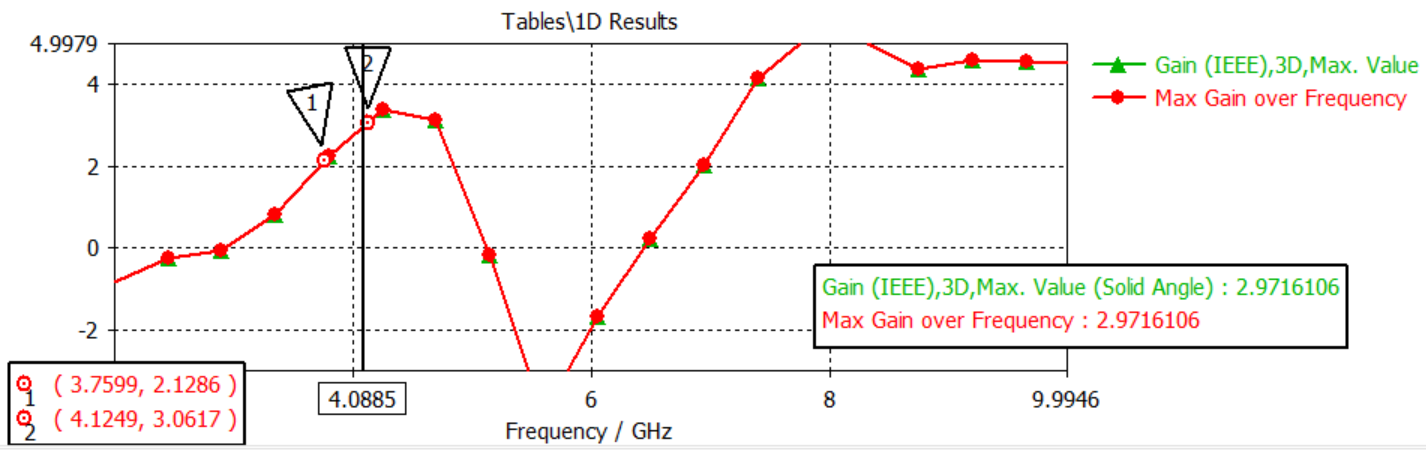 Tables\1D Results
4.9979
4
2
0
-2
1
2
Gain (IEEE),3D,Max. Value
Max Gain over Frequency
Gain (IEEE),3D,Max. Value (Solid Angle) : 2.9716106
Max Gain over Frequency : 2.9716106
1 ( 3.7599, 2.1286 )
2 ( 4.1249, 3.0617 )
4.0885
6
8
9.9946
Frequency / GHz